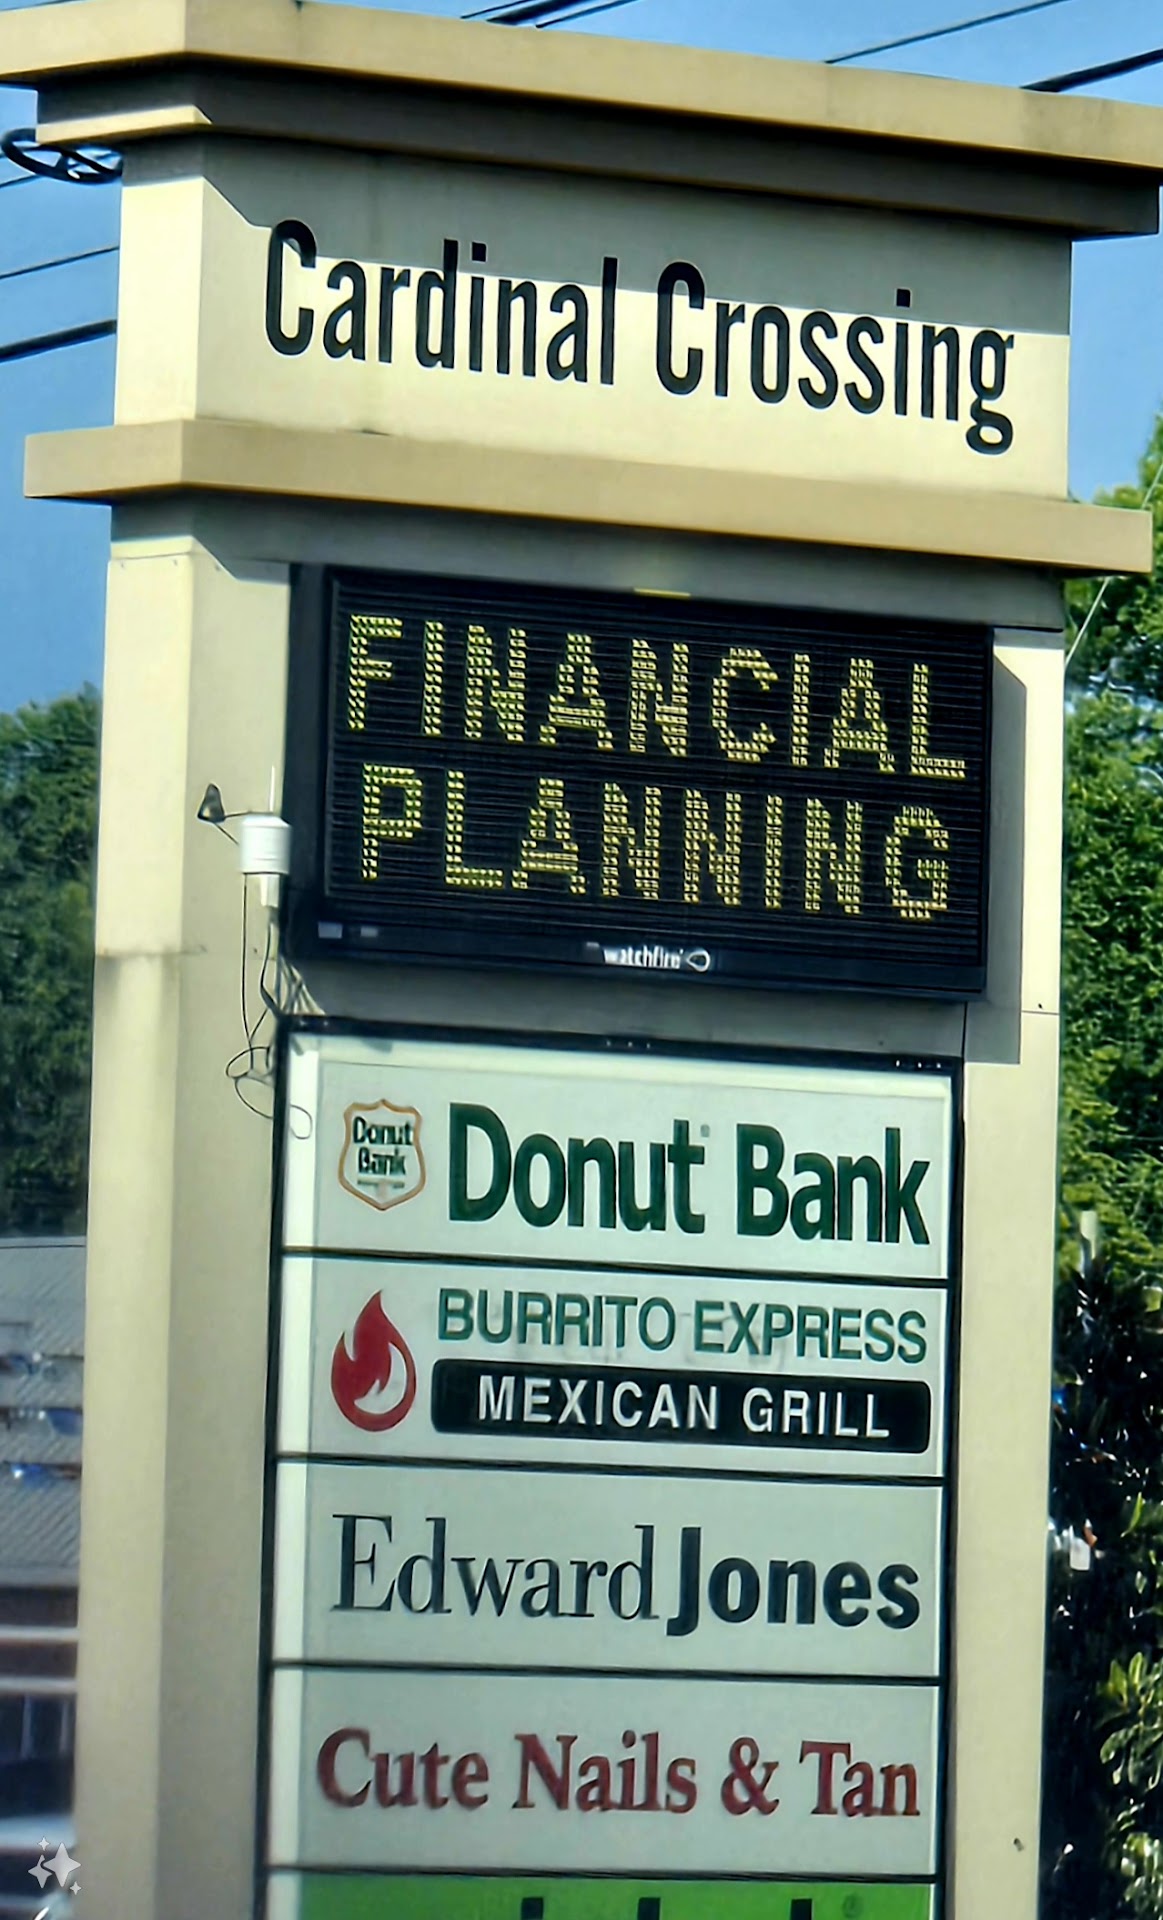 Cardinal Crossing
FINANCIAL
PLANNING
watchfire
Donut
Bank
Donut Bank
BURRITO EXPRESS
MEXICAN GRILL
Edward Jones
Cute Nails & Tan